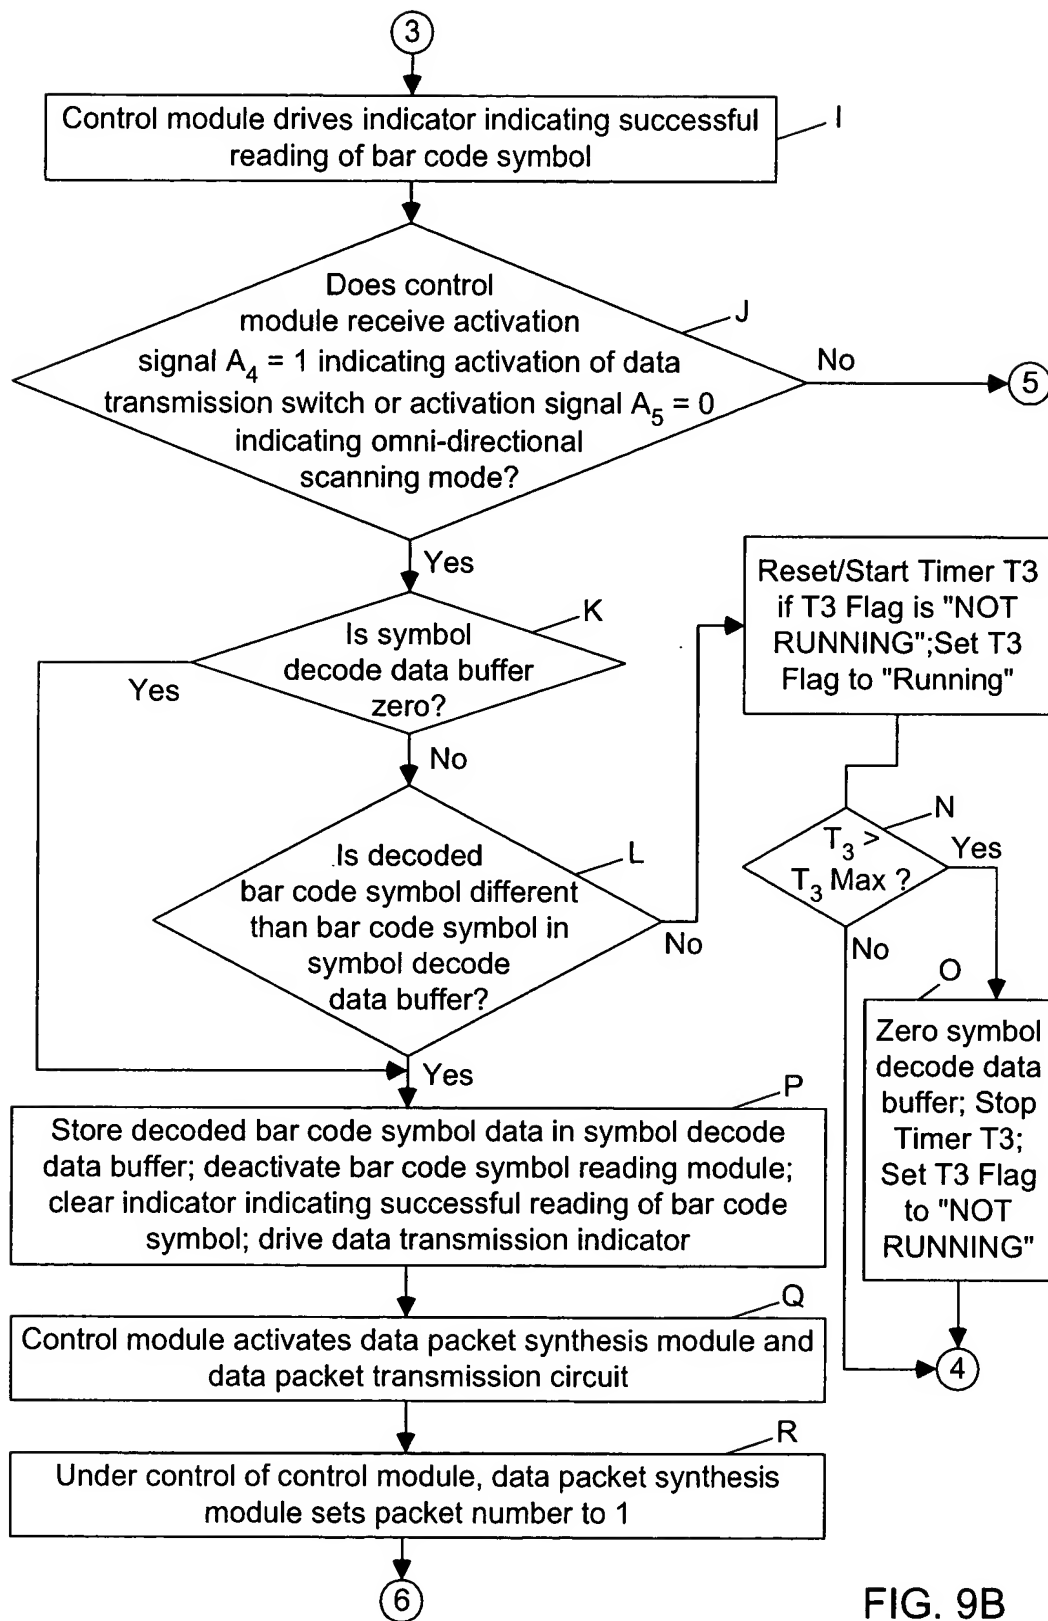 3
Control module drives indicator indicating successful
reading of bar code symbol
I
Does control
module receive activation
signal A4 = 1 indicating activation of data
transmission switch or activation signal A5 = 0
indicating omni-directional
scanning mode?
J
No
5
Yes
Is symbol
decode data buffer
zero?
K
Yes
No
Reset/Start Timer T3
if T3 Flag is "NOT
RUNNING";Set T3
Flag to "Running"
Is decoded
bar code symbol different
than bar code symbol in
symbol decode
data buffer?
L
No
Yes
T3 >
T3 Max ?
N
Yes
No
O
Zero symbol
decode data
buffer; Stop
Timer T3;
Set T3 Flag
to "NOT
RUNNING"
4
P
Store decoded bar code symbol data in symbol decode
data buffer; deactivate bar code symbol reading module;
clear indicator indicating successful reading of bar code
symbol; drive data transmission indicator
Q
Control module activates data packet synthesis module and
data packet transmission circuit
R
Under control of control module, data packet synthesis
module sets packet number to 1
6
FIG. 9B